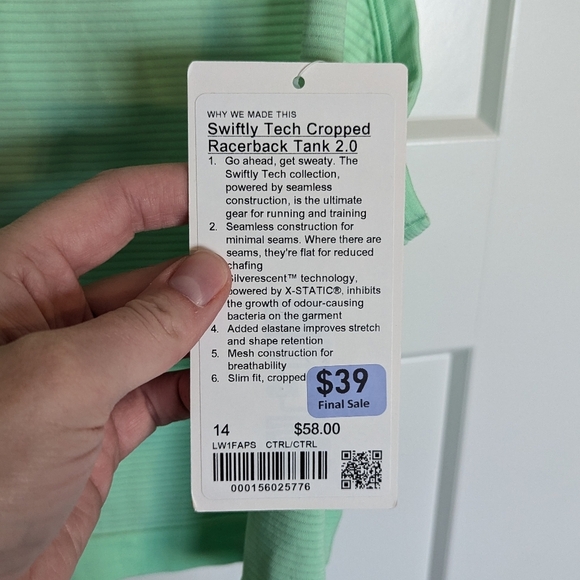 WHY WE MADE THIS
Swiftly Tech Cropped
Racerback Tank 2.0
1. Go ahead, get sweaty. The
Swiftly Tech collection,
powered by seamless
construction, is the ultimate
gear for running and training
2. Seamless construction for
minimal seams. Where there are
seams, they're flat for reduced
chafing
Silverescent™ technology,
powered by X-STATIC®, inhibits
the growth of odour-causing
bacteria on the garment
4. Added elastane improves stretch
and shape retention
5. Mesh construction for
breathability
6. Slim fit, cropped
$39
Final Sale
14 $58.00
LW1FAPS CTRL/CTRL
000156025776